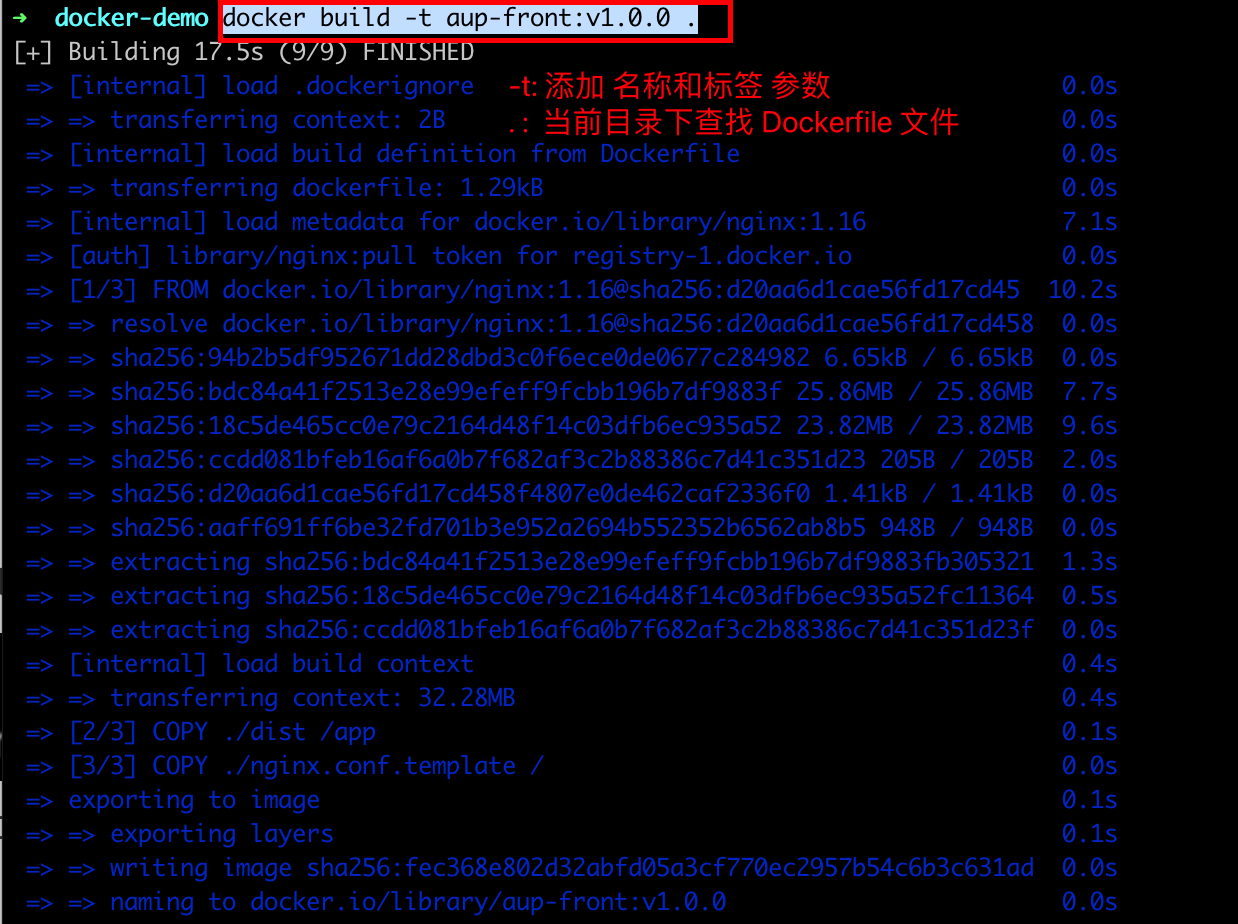 → docker-demo docker build -t aup-front:v1.0.0 .
[+] Building 17.5s (9/9) FINISHED
=> [internal] load .dockerignore -t: 添加 名称和标签 参数 0.0s
=> => transferring context: 2B . : 当前目录下查找 Dockerfile 文件 0.0s
=> [internal] load build definition from Dockerfile 0.0s
=> => transferring dockerfile: 1.29kB 0.0s
=> [internal] load metadata for docker.io/library/nginx:1.16 7.1s
=> [auth] library/nginx:pull token for registry-1.docker.io 0.0s
=> [1/3] FROM docker.io/library/nginx:1.16@sha256:d20aa6d1cae56fd17cd45 10.2s
=> => resolve docker.io/library/nginx:1.16@sha256:d20aa6d1cae56fd17cd458 0.0s
=> => sha256:94b2b5df952671dd28dbd3c0f6ece0de0677c284982 6.65kB / 6.65kB 0.0s
=> => sha256:bdc84a41f2513e28e99efeff9fcbb196b7df9883f 25.86MB / 25.86MB 7.7s
=> => sha256:18c5de465cc0e79c2164d48f14c03dfb6ec935a52 23.82MB / 23.82MB 9.6s
=> => sha256:ccdd081bfeb16af6a0b7f682af3c2b88386c7d41c351d23 205B / 205B 2.0s
=> => sha256:d20aa6d1cae56fd17cd458f4807e0de462caf2336f0 1.41kB / 1.41kB 0.0s
=> => sha256:aaff691ff6be32fd701b3e952a2694b552352b6562ab8b5 948B / 948B 0.0s
=> => extracting sha256:bdc84a41f2513e28e99efeff9fcbb196b7df9883fb305321 1.3s
=> => extracting sha256:18c5de465cc0e79c2164d48f14c03dfb6ec935a52fc11364 0.5s
=> => extracting sha256:ccdd081bfeb16af6a0b7f682af3c2b88386c7d41c351d23f 0.0s
=> [internal] load build context 0.4s
=> => transferring context: 32.28MB 0.4s
=> [2/3] COPY ./dist /app 0.1s
=> [3/3] COPY ./nginx.conf.template / 0.0s
=> exporting to image 0.1s
=> => exporting layers 0.1s
=> => writing image sha256:fec368e802d32abfd05a3cf770ec2957b54c6b3c631ad 0.0s
=> => naming to docker.io/library/aup-front:v1.0.0 0.0s